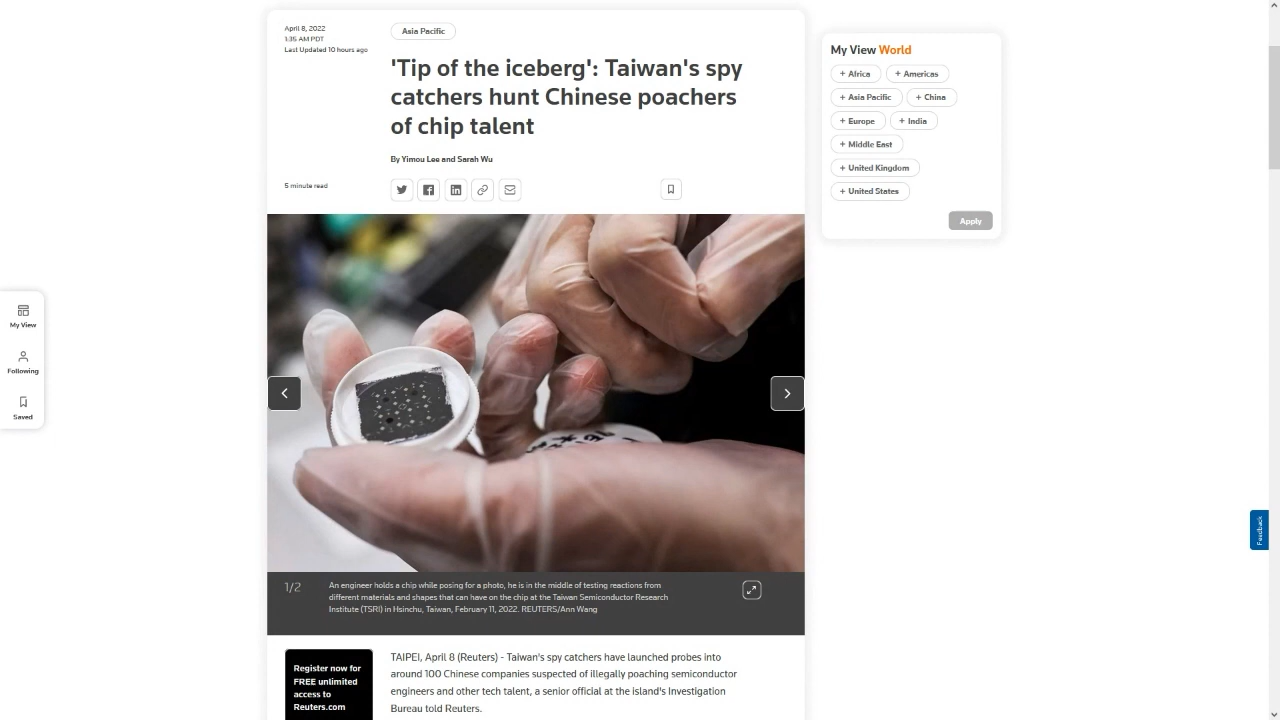 April 8, 2022
1:35 AM PDT
Last Updated 10 hours ago
Asia Pacific
'Tip of the iceberg': Taiwan's spy
catchers hunt Chinese poachers
of chip talent
By Yimou Lee and Sarah Wu
5 minute read
My View World
+ Africa
+ Americas
+ Asia Pacific
+ China
+ Europe
+ India
+ Middle East
+ United Kingdom
+ United States
Apply
My View
Following
Saved
Feedback
1/2
An engineer holds a chip while posing for a photo, he is in the middle of testing reactions from
different materials and shapes that can have on the chip at the Taiwan Semiconductor Research
Institute (TSRI) in Hsinchu, Taiwan, February 11, 2022. REUTERS/Ann Wang
Register now for
FREE unlimited
access to
Reuters.com
TAIPEI, April 8 (Reuters) - Taiwan's spy catchers have launched probes into
around 100 Chinese companies suspected of illegally poaching semiconductor
engineers and other tech talent, a senior official at the island's Investigation
Bureau told Reuters.